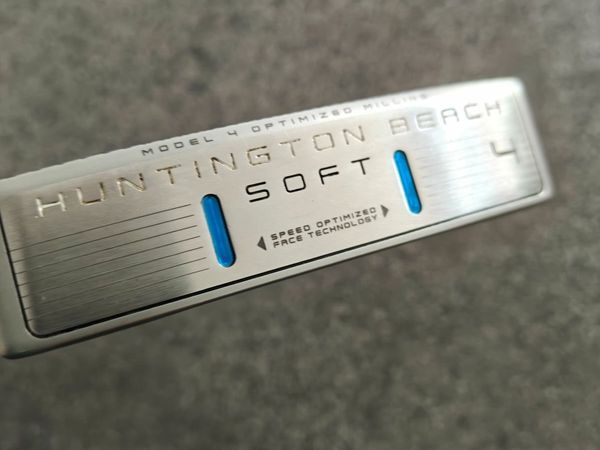 MODEL 4 OPTIMIZED MILLING
HUNTINGTON BEACH
SOFT
4
SPEED OPTIMIZED
FACE TECHNOLOGY